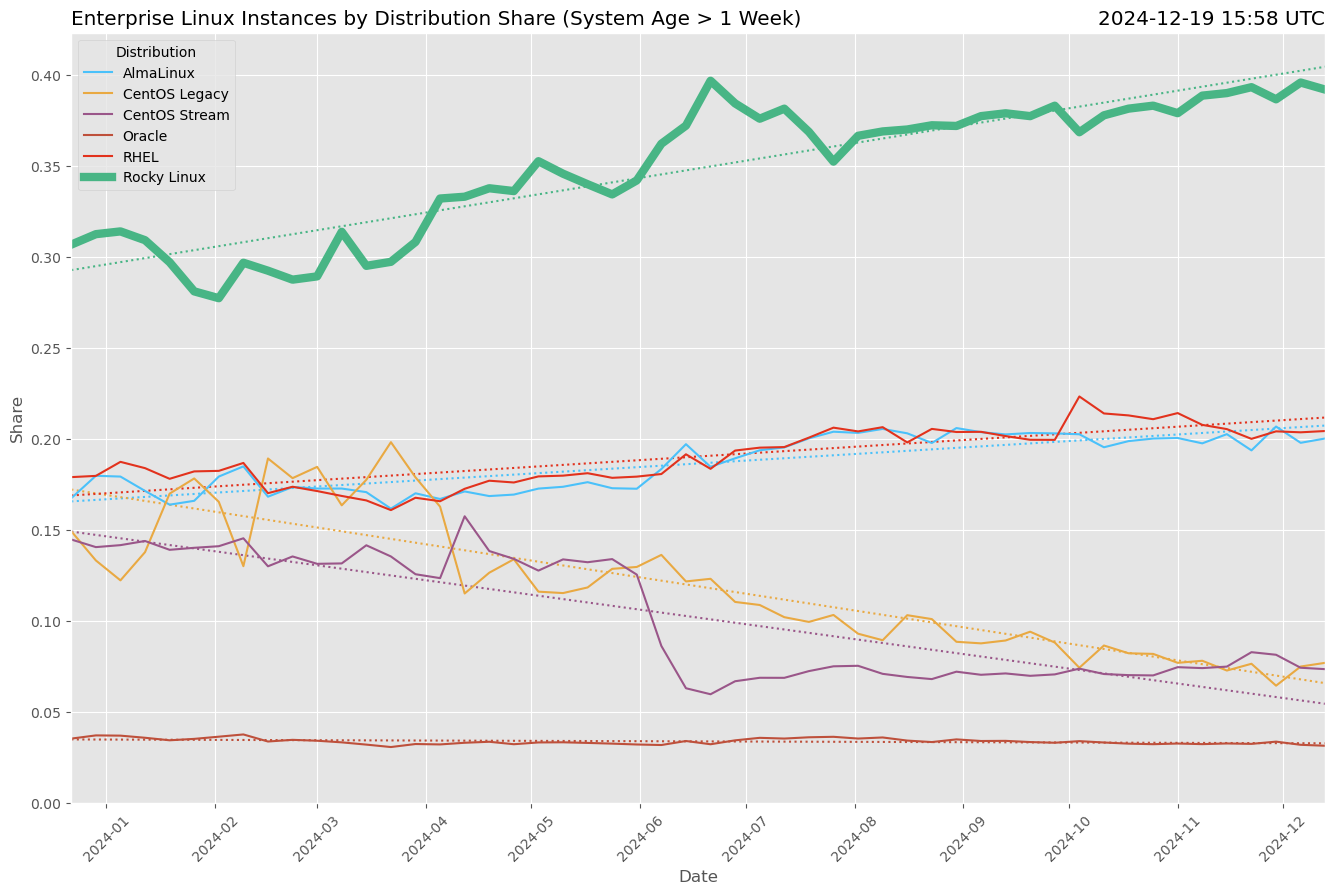 Enterprise Linux Instances by Distribution Share (System Age > 1 Week)
2024-12-19 15:58 UTC
Distribution
AlmaLinux
CentOS Legacy
CentOS Stream
Oracle
RHEL
Rocky Linux
0.40
0.35
0.30
0.25
0.20
0.15
0.10
0.05
0.00
Share
2024-01
2024-02
2024-03
2024-04
2024-05
2024-06
2024-07
2024-08
2024-09
2024-10
2024-11
2024-12
Date